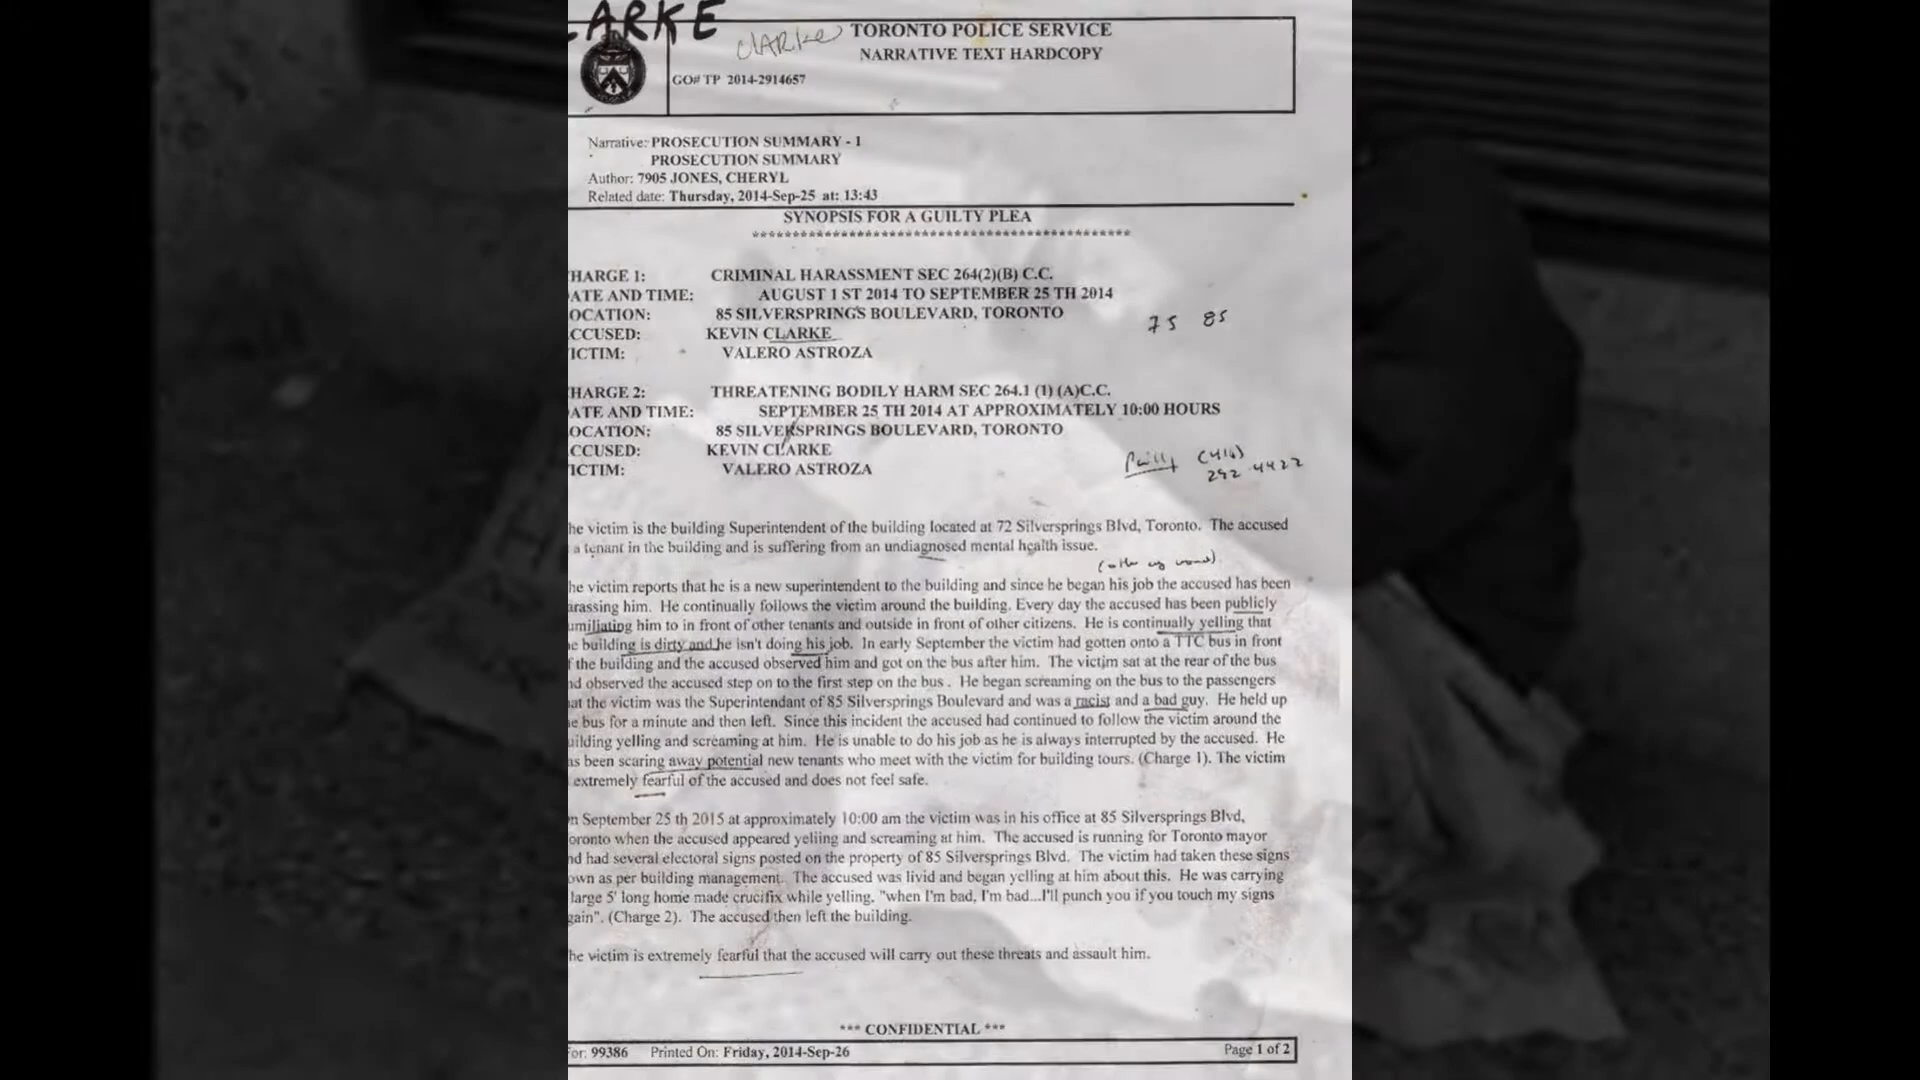 LARKE
CLARKE
TORONTO POLICE SERVICE
NARRATIVE TEXT HARDCOPY
GO# TP 2014-2914657
Narrative: PROSECUTION SUMMARY - 1
PROSECUTION SUMMARY
Author: 7905 JONES, CHERYL
Related date: Thursday, 2014-Sep-25 at: 13:43
SYNOPSIS FOR A GUILTY PLEA
HARGE 1: CRIMINAL HARASSMENT SEC 264(2)(B) C.C.
ATE AND TIME: AUGUST 1 ST 2014 TO SEPTEMBER 25 TH 2014
OCATION: 85 SILVERSPRINGS BOULEVARD, TORONTO
75 85
CCUSED: KEVIN CLARKE
ICTIM: VALERO ASTROZA
HARGE 2: THREATENING BODILY HARM SEC 264.1 (1) (A)C.C.
ATE AND TIME: SEPTEMBER 25 TH 2014 AT APPROXIMATELY 10:00 HOURS
OCATION: 85 SILVERSPRINGS BOULEVARD, TORONTO
CCUSED: KEVIN CLARKE
(416)
ICTIM: VALERO ASTROZA
292-4422
he victim is the building Superintendent of the building located at 72 Silversprings Blvd, Toronto. The accused
a tenant in the building and is suffering from an undiagnosed mental health issue.
he victim reports that he is a new superintendent to the building and since he began his job the accused has been
arassing him. He continually follows the victim around the building. Every day the accused has been publicly
umiliating him to in front of other tenants and outside in front of other citizens. He is continually yelling that
e building is dirty and he isn't doing his job. In early September the victim had gotten onto a TTC bus in front
f the building and the accused observed him and got on the bus after him. The victim sat at the rear of the bus
nd observed the accused step on to the first step on the bus . He began screaming on the bus to the passengers
at the victim was the Superintendant of 85 Silversprings Boulevard and was a racist and a bad guy. He held up
e bus for a minute and then left. Since this incident the accused had continued to follow the victim around the
uilding yelling and screaming at him. He is unable to do his job as he is always interrupted by the accused. He
as been scaring away potential new tenants who meet with the victim for building tours. (Charge 1). The victim
extremely fearful of the accused and does not feel safe.
n September 25 th 2015 at approximately 10:00 am the victim was in his office at 85 Silversprings Blvd,
oronto when the accused appeared yeliing and screaming at him. The accused is running for Toronto mayor
nd had several electoral signs posted on the property of 85 Silversprings Blvd. The victim had taken these signs
own as per building management. The accused was livid and began yelling at him about this. He was carrying
large 5' long home made crucifix while yelling, "when I'm bad, I'm bad...I'll punch you if you touch my signs
gain". (Charge 2). The accused then left the building.
he victim is extremely fearful that the accused will carry out these threats and assault him.
*** CONFIDENTIAL ***
For: 99386 Printed On: Friday, 2014-Sep-26 Page 1 of 2